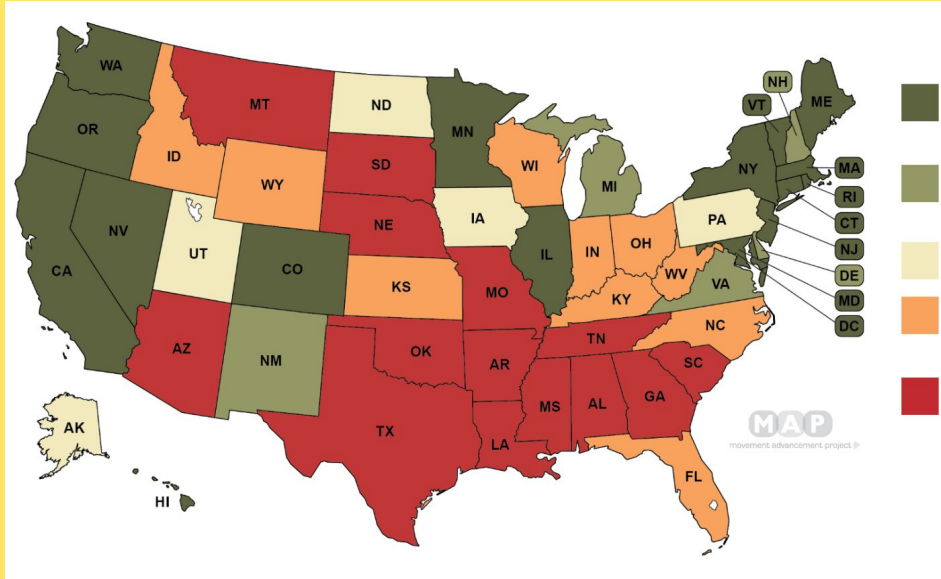 WA
OR
CA
NV
ID
MT
WY
UT
AZ
CO
NM
ND
SD
NE
KS
OK
TX
MN
IA
MO
AR
LA
WI
IL
MI
IN
OH
KY
TN
MS
AL
GA
FL
SC
NC
VA
WV
PA
NY
VT
NH
ME
MA
RI
CT
NJ
DE
MD
DC
AK
HI
MAP
movement advancement project